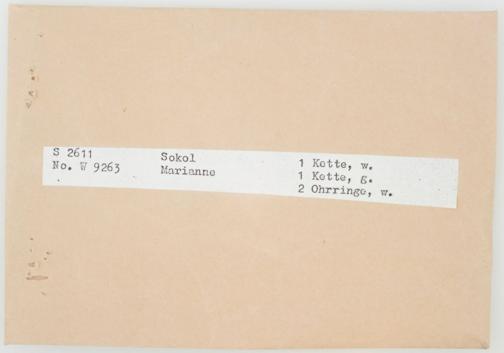 S 2611 Sokol 1 Kette, w.
No. W 9263 Marianne 1 Kette, g.
2 Ohrringe, w.